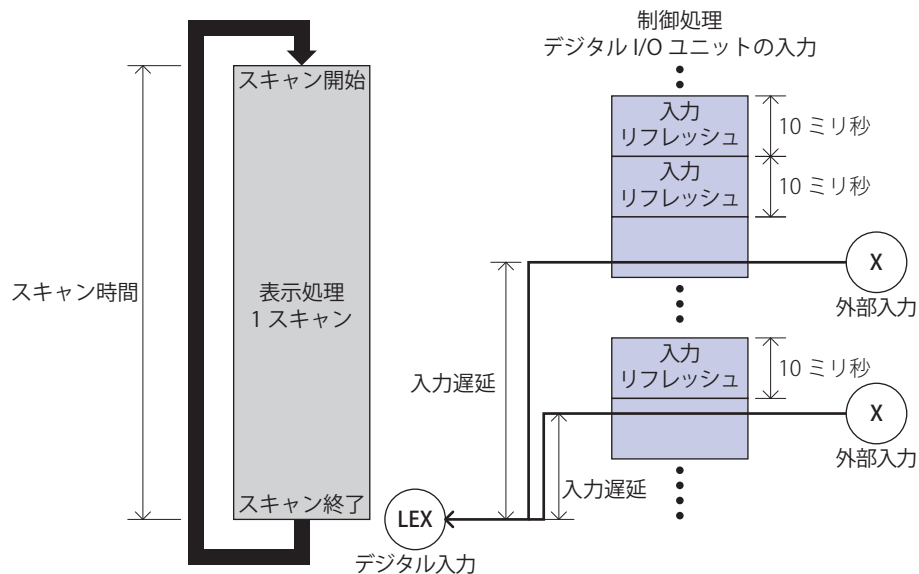 制御処理
デジタル I/O ユニットの入力
スキャン開始
入力
リフレッシュ
10 ミリ秒
入力
リフレッシュ
10 ミリ秒
X
外部入力
スキャン時間
表示処理
1 スキャン
入力
リフレッシュ
10 ミリ秒
入力遅延
X
外部入力
入力遅延
スキャン終了
LEX
デジタル入力